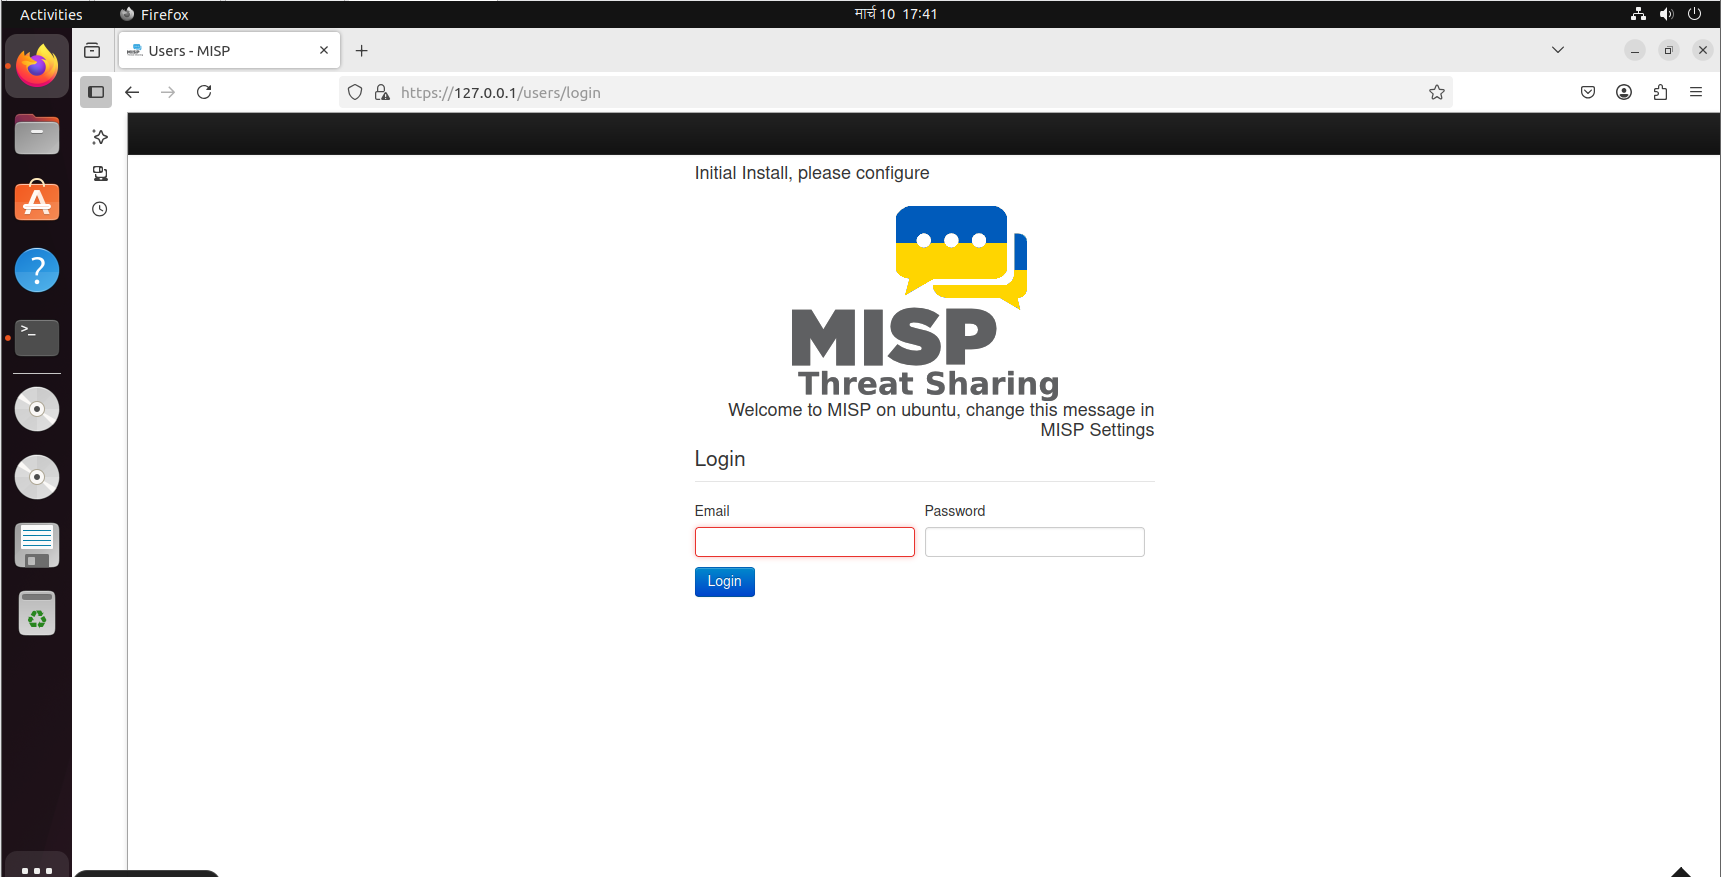 Activities
Firefox
मार्च 10 17:41
Users - MISP
https://127.0.0.1/users/login
Initial Install, please configure
MISP
Threat Sharing
Welcome to MISP on ubuntu, change this message in
MISP Settings
Login
Email
Password
Login